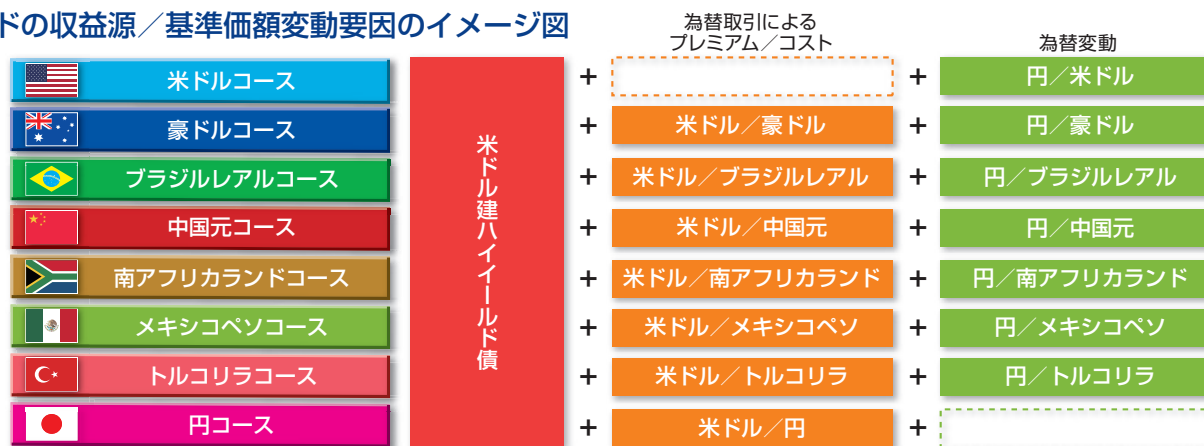 ドの収益源／基準価額変動要因のイメージ図
為替取引による
プレミアム／コスト
為替変動
米ドル建ハイイールド債
米ドルコース + + 円／米ドル
豪ドルコース + 米ドル／豪ドル + 円／豪ドル
ブラジルレアルコース + 米ドル／ブラジルレアル + 円／ブラジルレアル
中国元コース + 米ドル／中国元 + 円／中国元
南アフリカランドコース + 米ドル／南アフリカランド + 円／南アフリカランド
メキシコペソコース + 米ドル／メキシコペソ + 円／メキシコペソ
トルコリラコース + 米ドル／トルコリラ + 円／トルコリラ
円コース + 米ドル／円 +